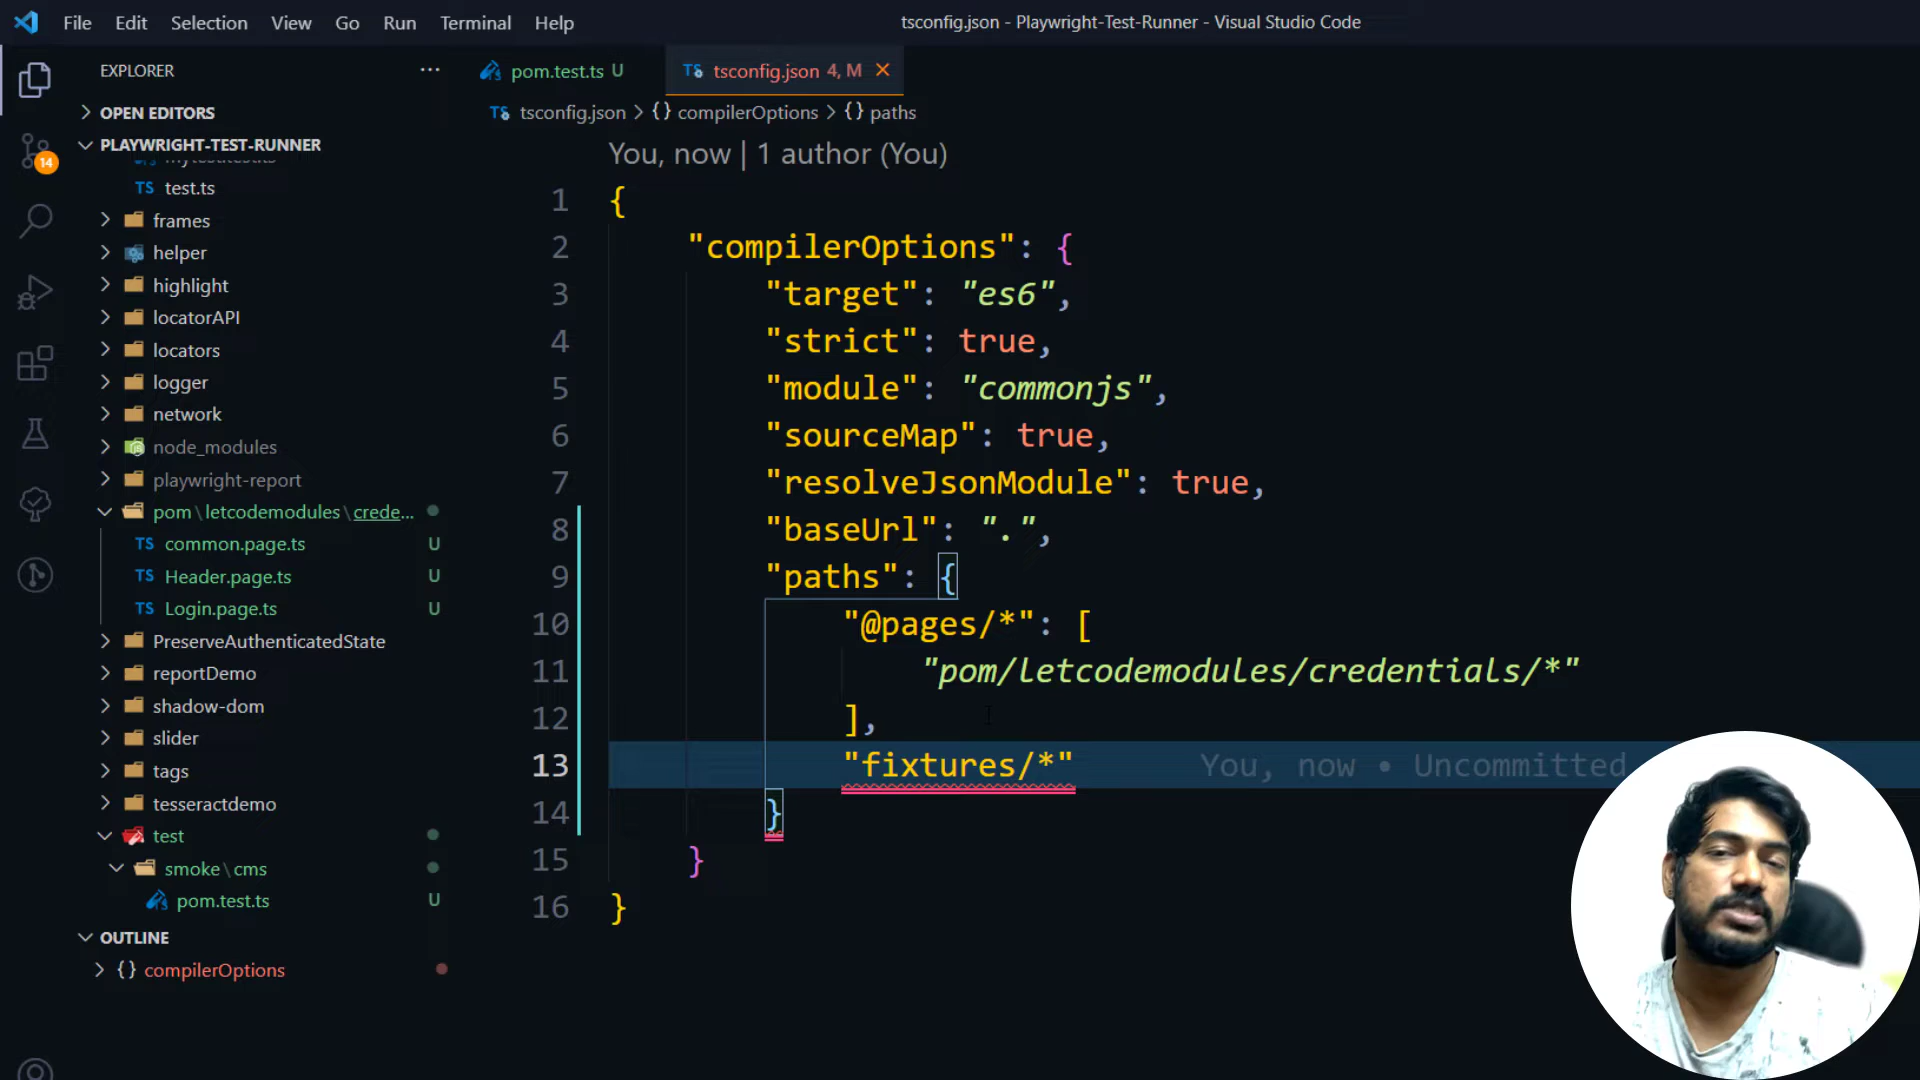 File Edit Selection View Go Run Terminal Help
tsconfig.json - Playwright-Test-Runner - Visual Studio Code
EXPLORER ···
OPEN EDITORS
PLAYWRIGHT-TEST-RUNNER
test.ts
frames
helper
highlight
locatorAPI
locators
logger
network
node_modules
playwright-report
pom\letcodemodules\crede...
common.page.ts U
Header.page.ts U
Login.page.ts U
PreserveAuthenticatedState
reportDemo
shadow-dom
slider
tags
tesseractdemo
test
smoke\cms
pom.test.ts U
OUTLINE
{} compilerOptions
14
pom.test.ts U
TS tsconfig.json 4, M
TS tsconfig.json > {} compilerOptions > {} paths
You, now | 1 author (You)
1 {
2 "compilerOptions": {
3 "target": "es6",
4 "strict": true,
5 "module": "commonjs",
6 "sourceMap": true,
7 "resolveJsonModule": true,
8 "baseUrl": ".",
9 "paths": {
10 "@pages/*": [
11 "pom/letcodemodules/credentials/*"
12 ],
13 "fixtures/*" You, now • Uncommitted
14 }
15 }
16 }